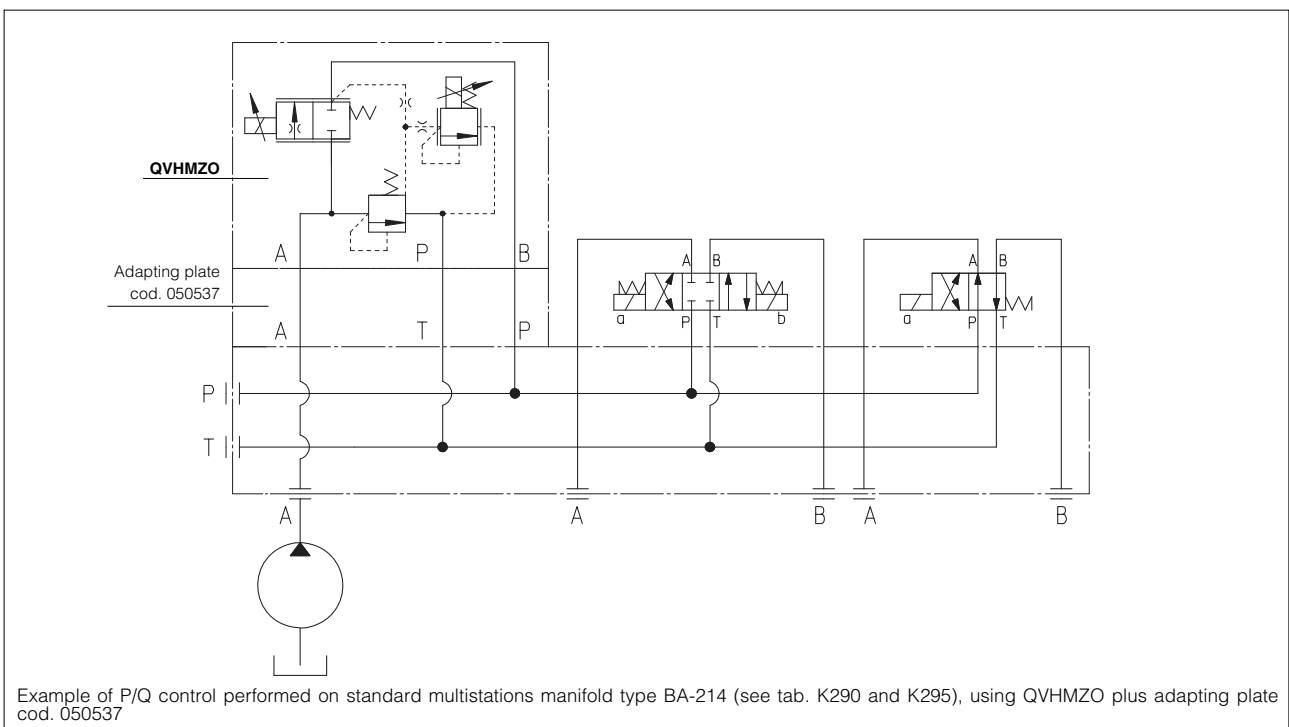 QVHMZO
A P B
Adapting plate
cod. 050537
A T P
A B
a P T b
A B
a P T
P
T
A A B A B
Example of P/Q control performed on standard multistations manifold type BA-214 (see tab. K290 and K295), using QVHMZO plus adapting plate
cod. 050537